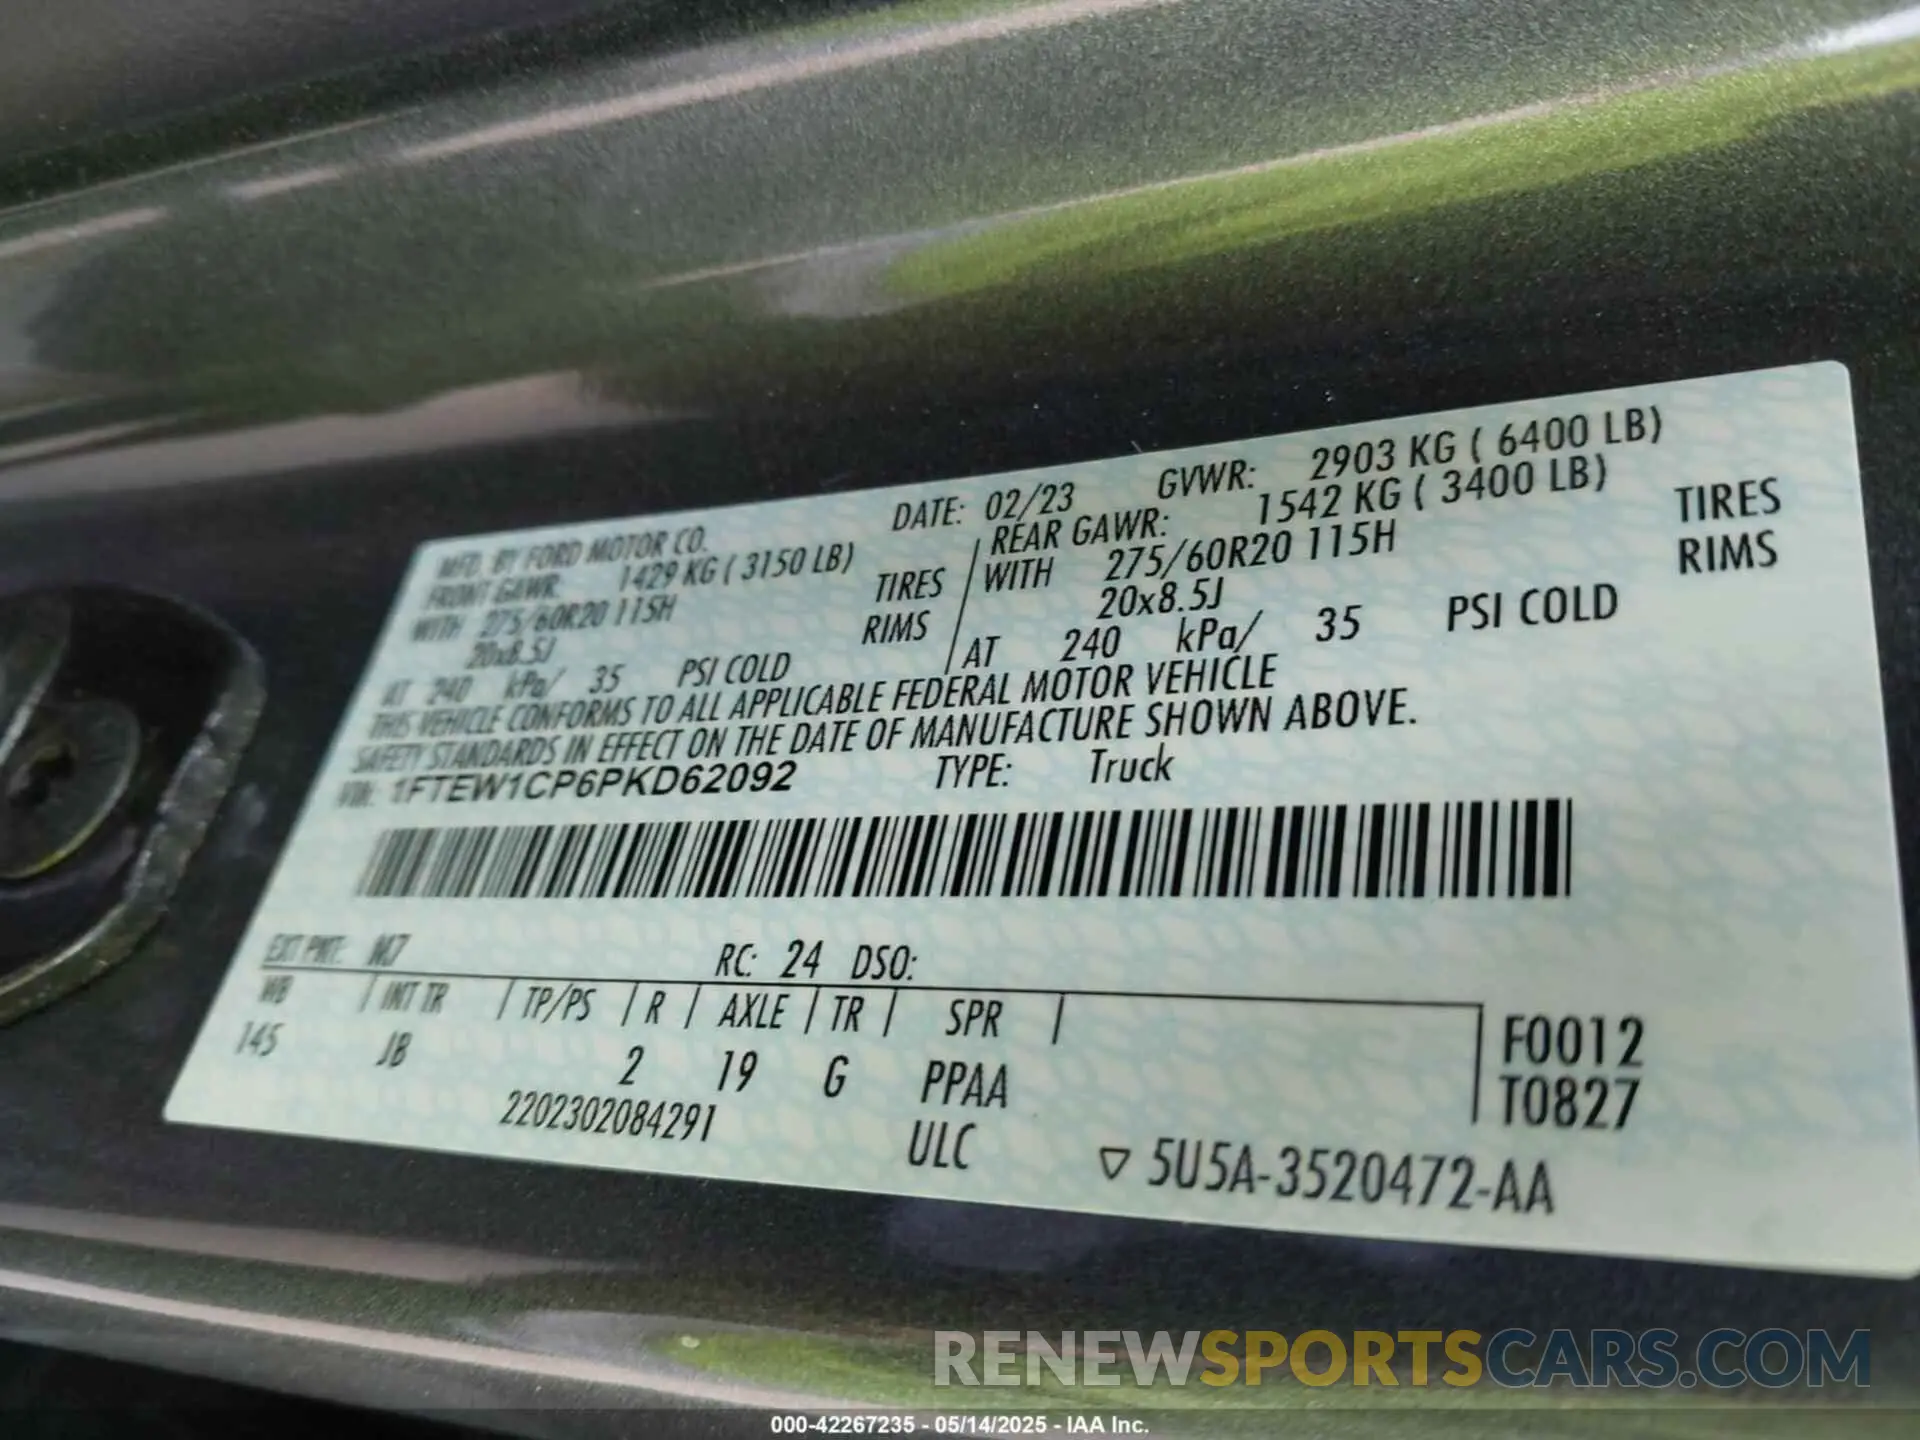 MFD. BY FORD MOTOR CO. DATE: 02/23 GVWR: 2903 KG ( 6400 LB)
FRONT GAWR: 1429 KG ( 3150 LB) REAR GAWR: 1542 KG ( 3400 LB)
WITH 275/60R20 115H TIRES WITH 275/60R20 115H TIRES
20x8.5J RIMS 20x8.5J RIMS
AT 240 kPa/ 35 PSI COLD AT 240 kPa/ 35 PSI COLD
THIS VEHICLE CONFORMS TO ALL APPLICABLE FEDERAL MOTOR VEHICLE
SAFETY STANDARDS IN EFFECT ON THE DATE OF MANUFACTURE SHOWN ABOVE.
VIN: 1FTEW1CP6PKD62092 TYPE: Truck
EXT PNT: M7 RC: 24 DSO:
WB | INT TR | TP/PS | R | AXLE | TR | SPR |
145 JB 2 19 G PPAA
F0012
T0827
2202302084291 ULC ▽ 5U5A-3520472-AA
RENEWSPORTSCARS.COM
000-42267235 - 05/14/2025 - IAA Inc.